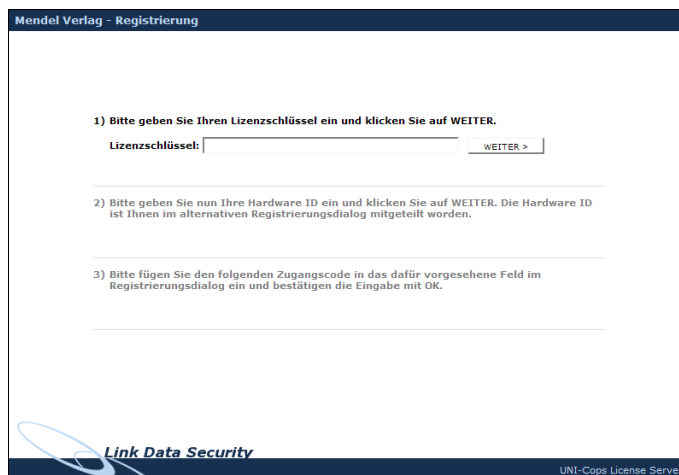 Mendel Verlag - Registrierung
1) Bitte geben Sie Ihren Lizenzschlüssel ein und klicken Sie auf WEITER.
Lizenzschlüssel: WEITER >
2) Bitte geben Sie nun Ihre Hardware ID ein und klicken Sie auf WEITER. Die Hardware ID
ist Ihnen im alternativen Registrierungsdialog mitgeteilt worden.
3) Bitte fügen Sie den folgenden Zugangscode in das dafür vorgesehene Feld im
Registrierungsdialog ein und bestätigen die Eingabe mit OK.
Link Data Security
UNI-Cops License Serve